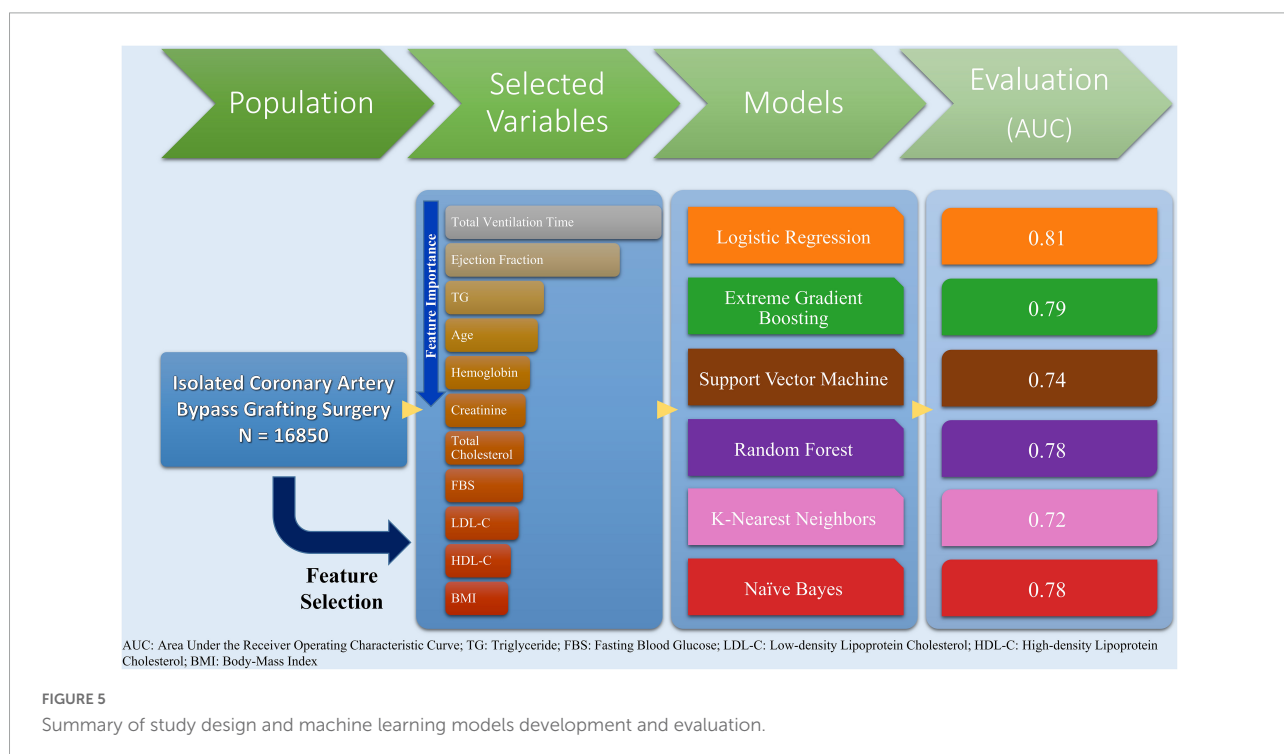 Population
Selected
Variables
Models
Evaluation
(AUC)
Isolated Coronary Artery
Bypass Grafting Surgery
N = 16850
Feature
Selection
Feature Importance
Total Ventilation Time
Ejection Fraction
TG
Age
Hemoglobin
Creatinine
Total
Cholesterol
FBS
LDL-C
HDL-C
BMI
Logistic Regression
Extreme Gradient
Boosting
Support Vector Machine
Random Forest
K-Nearest Neighbors
Naïve Bayes
0.81
0.79
0.74
0.78
0.72
0.78
AUC: Area Under the Receiver Operating Characteristic Curve; TG: Triglyceride; FBS: Fasting Blood Glucose; LDL-C: Low-density Lipoprotein Cholesterol; HDL-C: High-density Lipoprotein
Cholesterol; BMI: Body-Mass Index
FIGURE 5
Summary of study design and machine learning models development and evaluation.